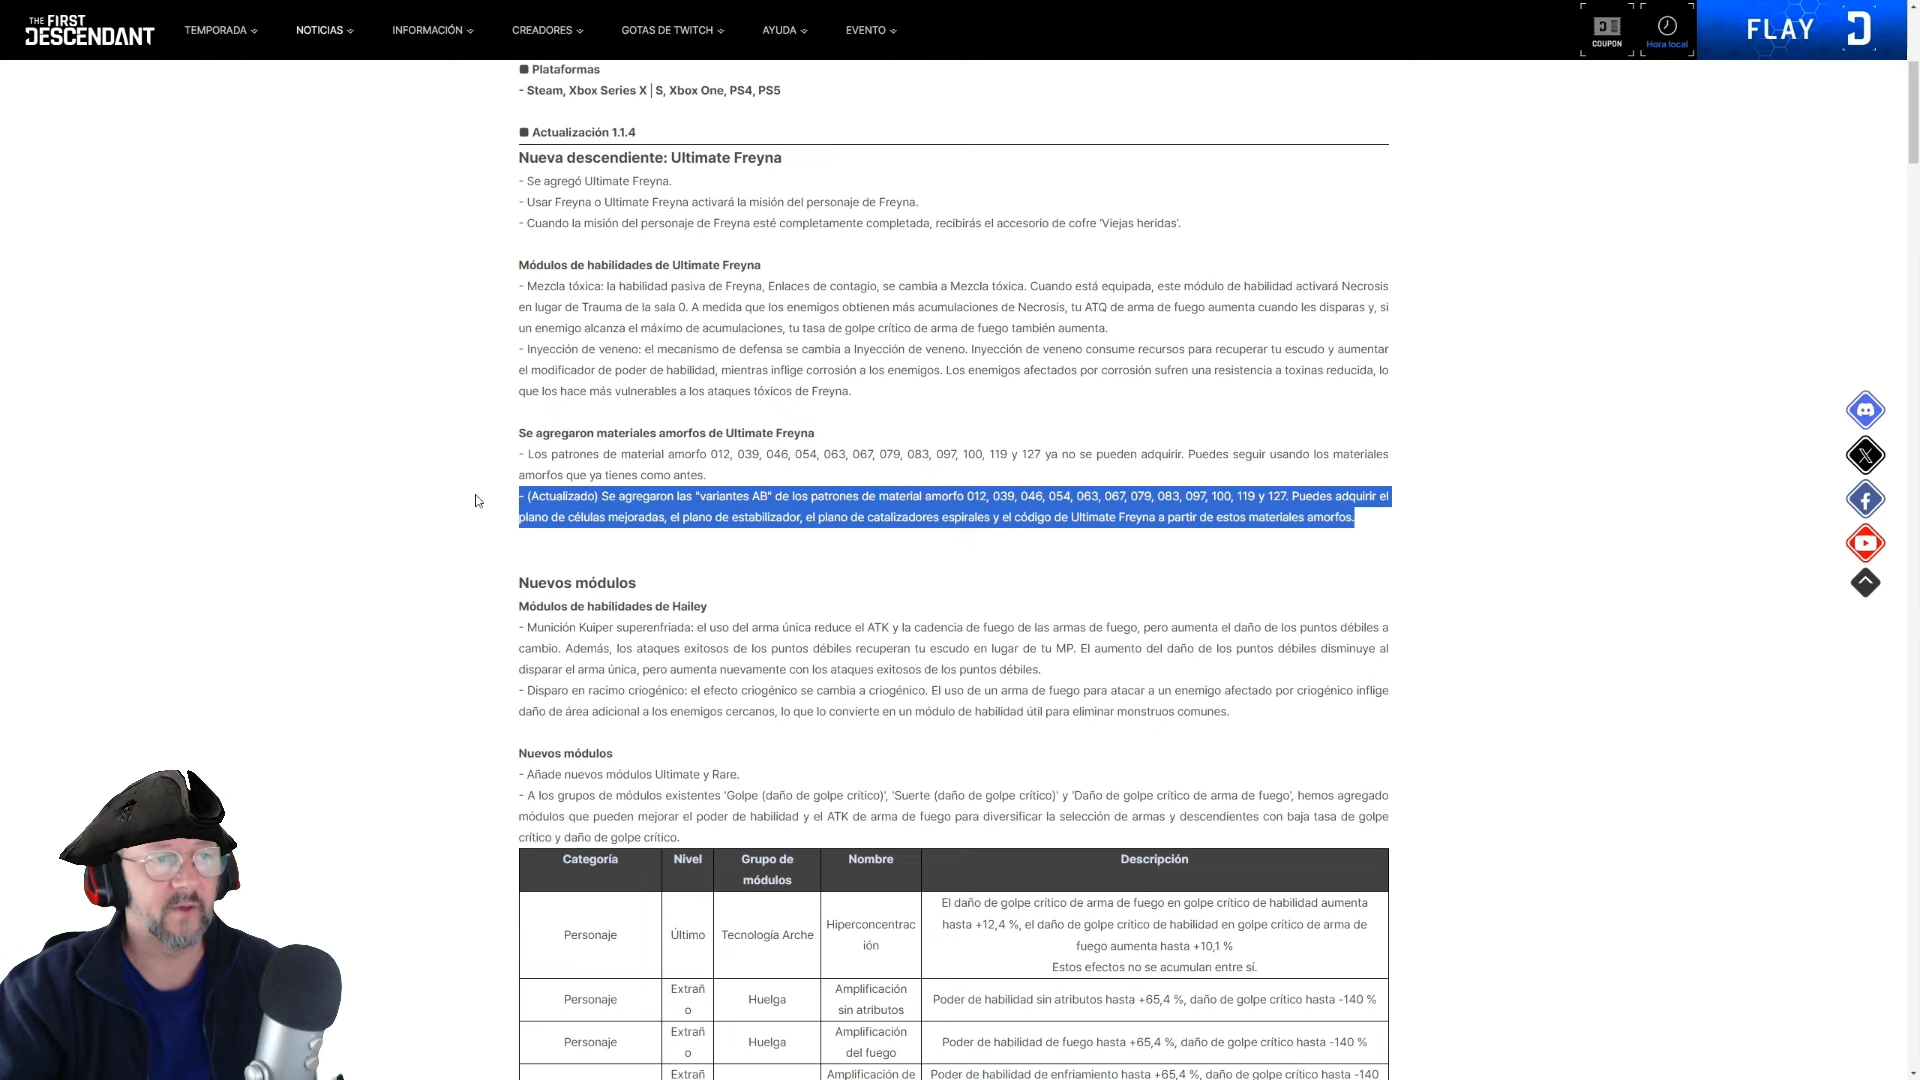 THE FIRST
DESCENDANT
TEMPORADA
NOTICIAS
INFORMACIÓN
CREADORES
GOTAS DE TWITCH
AYUDA
EVENTO
COUPON
Hora local
FLAY
Plataformas
- Steam, Xbox Series X | S, Xbox One, PS4, PS5
Actualización 1.1.4
Nueva descendiente: Ultimate Freyna
- Se agregó Ultimate Freyna.
- Usar Freyna o Ultimate Freyna activará la misión del personaje de Freyna.
- Cuando la misión del personaje de Freyna esté completamente completada, recibirás el accesorio de cofre 'Viejas heridas'.
Módulos de habilidades de Ultimate Freyna
- Mezcla tóxica: la habilidad pasiva de Freyna, Enlaces de contagio, se cambia a Mezcla tóxica. Cuando está equipada, este módulo de habilidad activará Necrosis
en lugar de Trauma de la sala 0. A medida que los enemigos obtienen más acumulaciones de Necrosis, tu ATQ de arma de fuego aumenta cuando les disparas y, si
un enemigo alcanza el máximo de acumulaciones, tu tasa de golpe crítico de arma de fuego también aumenta.
- Inyección de veneno: el mecanismo de defensa se cambia a Inyección de veneno. Inyección de veneno consume recursos para recuperar tu escudo y aumentar
el modificador de poder de habilidad, mientras inflige corrosión a los enemigos. Los enemigos afectados por corrosión sufren una resistencia a toxinas reducida, lo
que los hace más vulnerables a los ataques tóxicos de Freyna.
Se agregaron materiales amorfos de Ultimate Freyna
- Los patrones de material amorfo 012, 039, 046, 054, 063, 067, 079, 083, 097, 100, 119 y 127 ya no se pueden adquirir. Puedes seguir usando los materiales
amorfos que ya tienes como antes.
- (Actualizado) Se agregaron las "variantes AB" de los patrones de material amorfo 012, 039, 046, 054, 063, 067, 079, 083, 097, 100, 119 y 127. Puedes adquirir el
plano de células mejoradas, el plano de estabilizador, el plano de catalizadores espirales y el código de Ultimate Freyna a partir de estos materiales amorfos.
Nuevos módulos
Módulos de habilidades de Hailey
- Munición Kuiper superenfriada: el uso del arma única reduce el ATK y la cadencia de fuego de las armas de fuego, pero aumenta el daño de los puntos débiles a
cambio. Además, los ataques exitosos de los puntos débiles recuperan tu escudo en lugar de tu MP. El aumento del daño de los puntos débiles disminuye al
disparar el arma única, pero aumenta nuevamente con los ataques exitosos de los puntos débiles.
- Disparo en racimo criogénico: el efecto criogénico se cambia a criogénico. El uso de un arma de fuego para atacar a un enemigo afectado por criogénico inflige
daño de área adicional a los enemigos cercanos, lo que lo convierte en un módulo de habilidad útil para eliminar monstruos comunes.
Nuevos módulos
- Añade nuevos módulos Ultimate y Rare.
- A los grupos de módulos existentes 'Golpe (daño de golpe crítico)', 'Suerte (daño de golpe crítico)' y 'Daño de golpe crítico de arma de fuego', hemos agregado
módulos que pueden mejorar el poder de habilidad y el ATK de arma de fuego para diversificar la selección de armas y descendientes con baja tasa de golpe
crítico y daño de golpe crítico.
Categoría
Nivel
Grupo de
módulos
Nombre
Descripción
Personaje
Último
Tecnología Arche
Hiperconcentrac
ión
El daño de golpe crítico de arma de fuego en golpe crítico de habilidad aumenta
hasta +12,4 %, el daño de golpe crítico de habilidad en golpe crítico de arma de
fuego aumenta hasta +10,1 %
Estos efectos no se acumulan entre sí.
Personaje
Extrañ
o
Huelga
Amplificación
sin atributos
Poder de habilidad sin atributos hasta +65,4 %, daño de golpe crítico hasta -140 %
Personaje
Extrañ
o
Huelga
Amplificación
del fuego
Poder de habilidad de fuego hasta +65,4 %, daño de golpe crítico hasta -140 %
Extrañ
Amplificación de
Poder de habilidad de enfriamiento hasta +65,4 %, daño de golpe crítico hasta -140